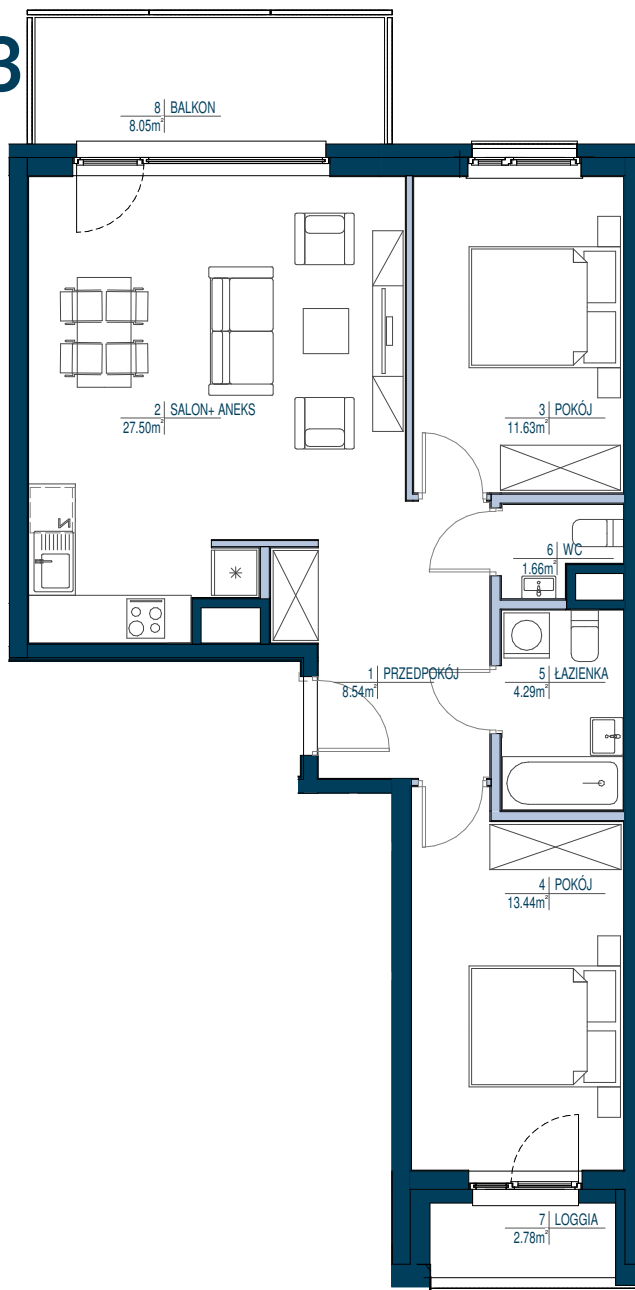 3
8 BALKON
8.05m²
2 SALON+ ANEKS
27.50m²
3 POKÓJ
11.63m²
6 WC
1.66m²
1 PRZEDPOKÓJ
8.54m²
5 ŁAZIENKA
4.29m²
4 POKÓJ
13.44m²
7 LOGGIA
2.78m²